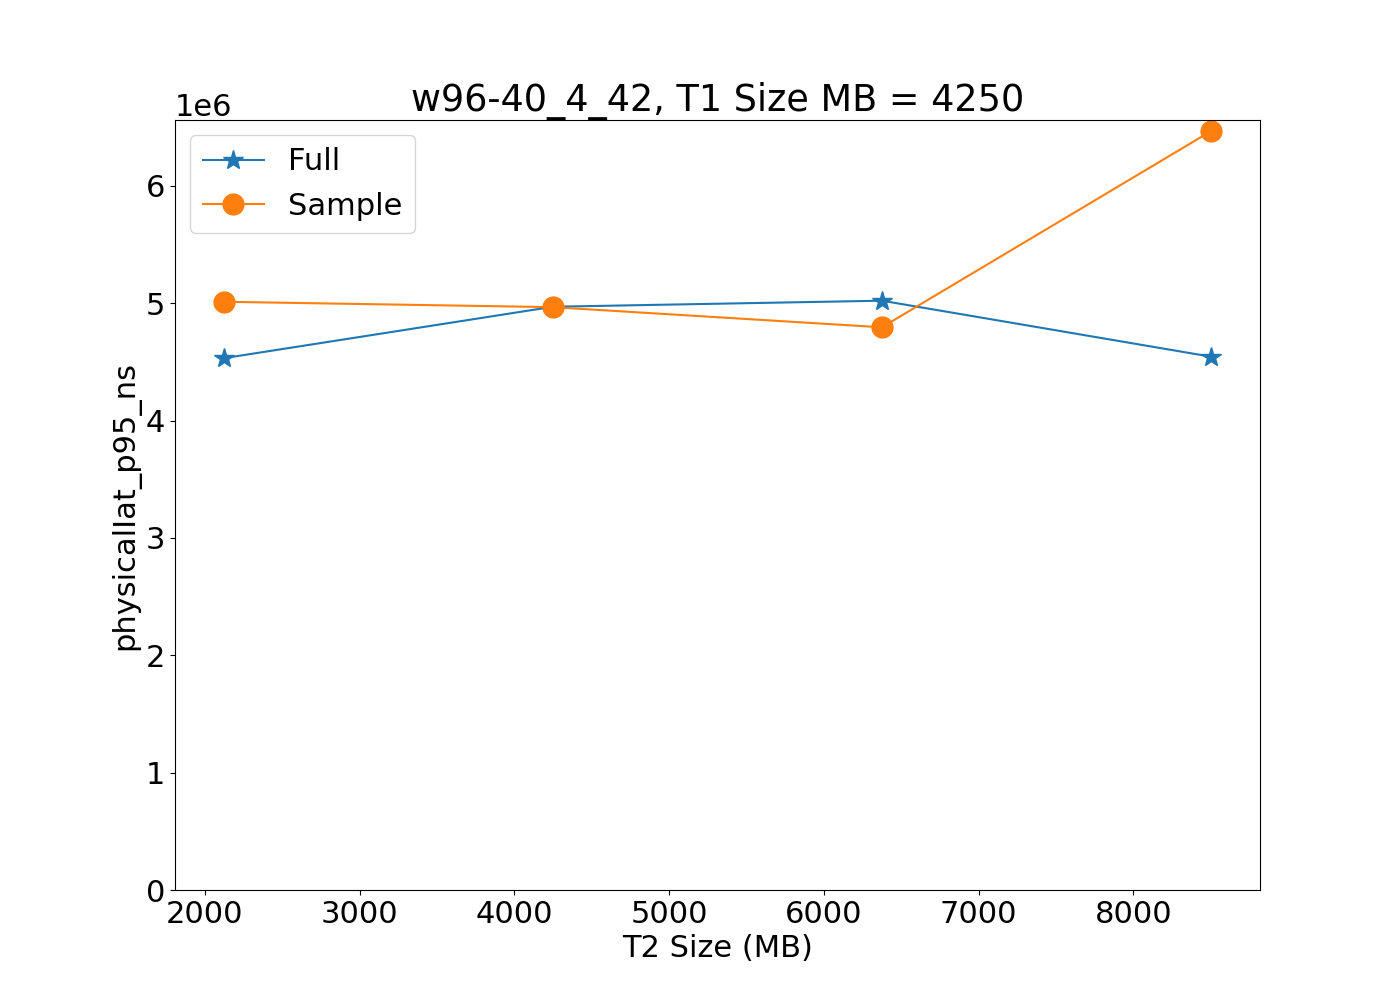 w96-40_4_42, T1 Size MB = 4250
1e6
Full
Sample
6
5
4
3
2
1
0
physicallat_p95_ns
2000 3000 4000 5000 6000 7000 8000
T2 Size (MB)